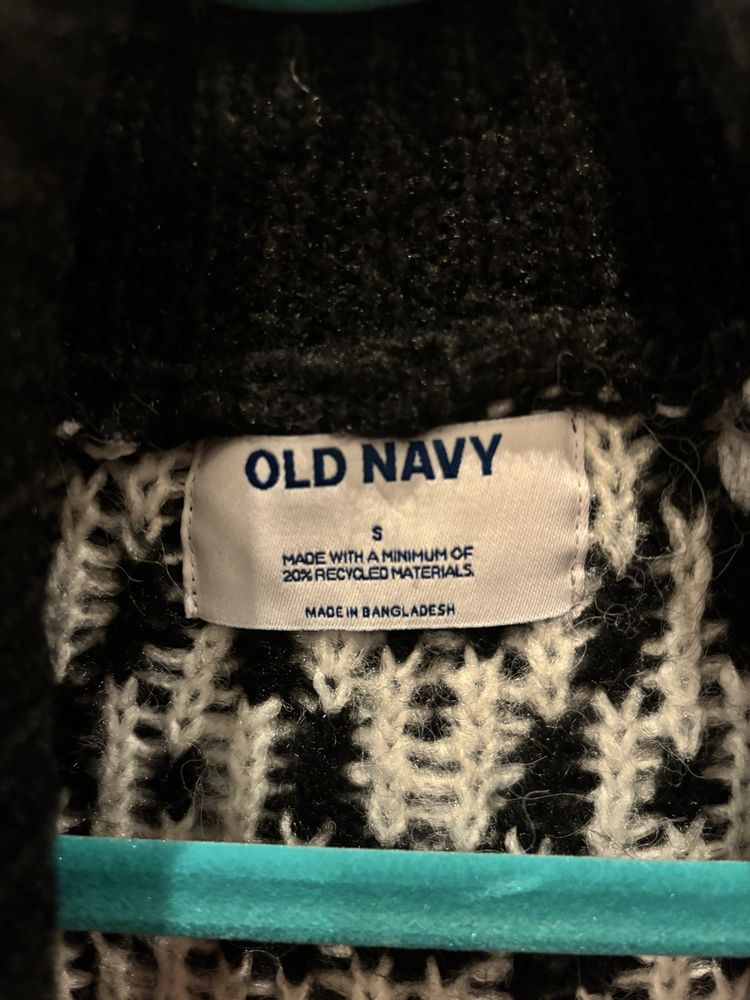 OLD NAVY
S
MADE WITH A MINIMUM OF
20% RECYCLED MATERIALS.
MADE IN BANGLADESH